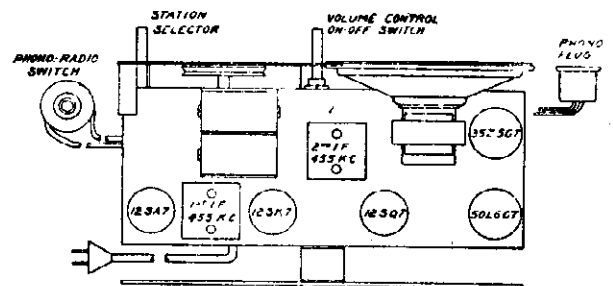 STATION
SELECTOR
VOLUME CONTROL
ON-OFF SWITCH
PHONO-RADIO
SWITCH
PHONO
PLUG
2ND I F
455 KC
35Z5GT
12SA7
1ST I F
455 KC
12SK7
12SQ7
50L6GT